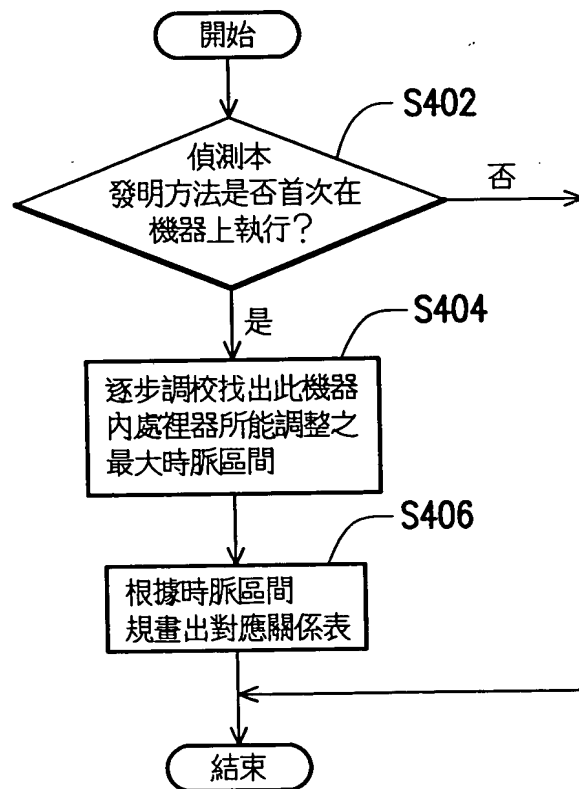 開始
S402
偵測本
發明方法是否首次在
機器上執行?
否
是
S404
逐步調校找出此機器
內處裡器所能調整之
最大時脈區間
S406
根據時脈區間
規畫出對應關係表
結束